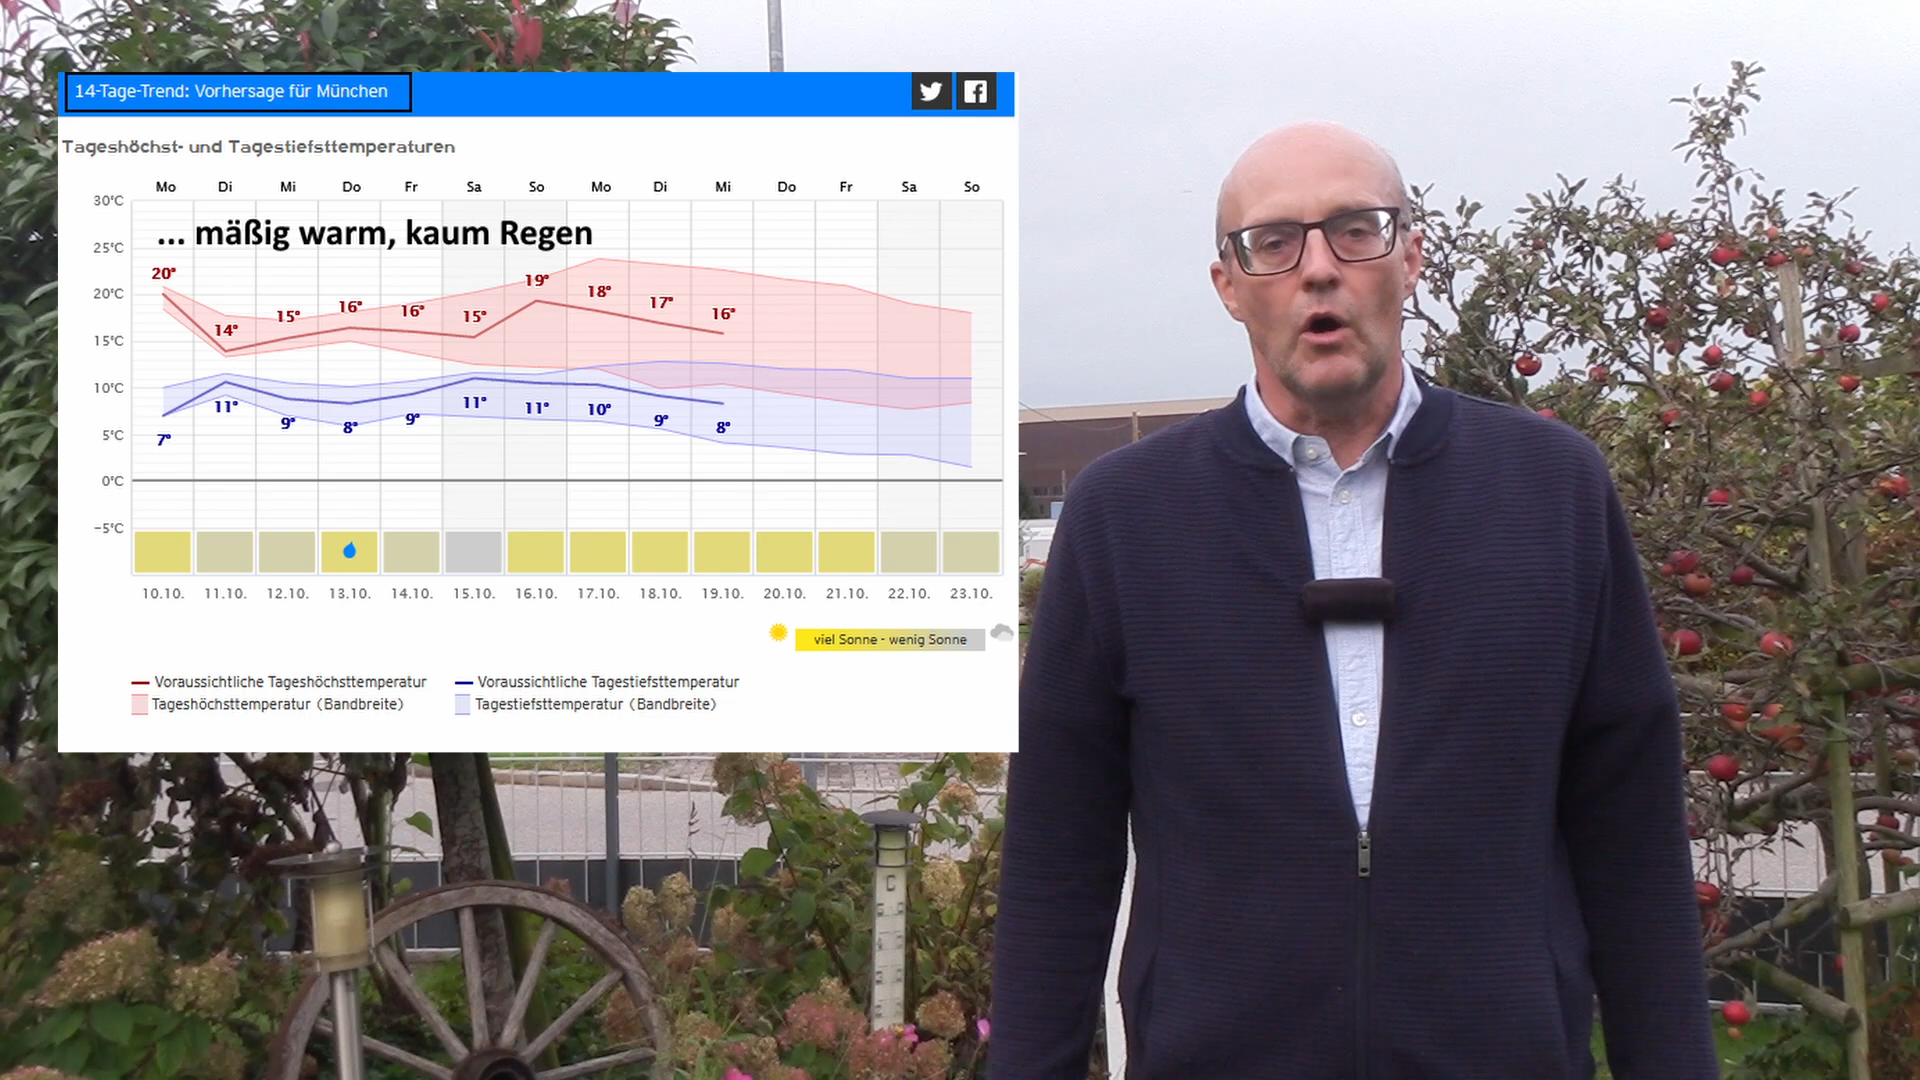 14-Tage-Trend: Vorhersage für München
Tageshöchst- und Tagestiefsttemperaturen
Mo Di Mi Do Fr Sa So Mo Di Mi Do Fr Sa So
30°C
... mäßig warm, kaum Regen
25°C
20° 14° 15° 16° 16° 15° 19° 18° 17° 16°
20°C
15°C
10°C
7° 11° 9° 8° 9° 11° 11° 10° 9° 8°
5°C
0°C
−5°C
10.10. 11.10. 12.10. 13.10. 14.10. 15.10. 16.10. 17.10. 18.10. 19.10. 20.10. 21.10. 22.10. 23.10.
viel Sonne - wenig Sonne
Voraussichtliche Tageshöchsttemperatur Voraussichtliche Tagestiefsttemperatur
Tageshöchsttemperatur (Bandbreite) Tagestiefsttemperatur (Bandbreite)
C